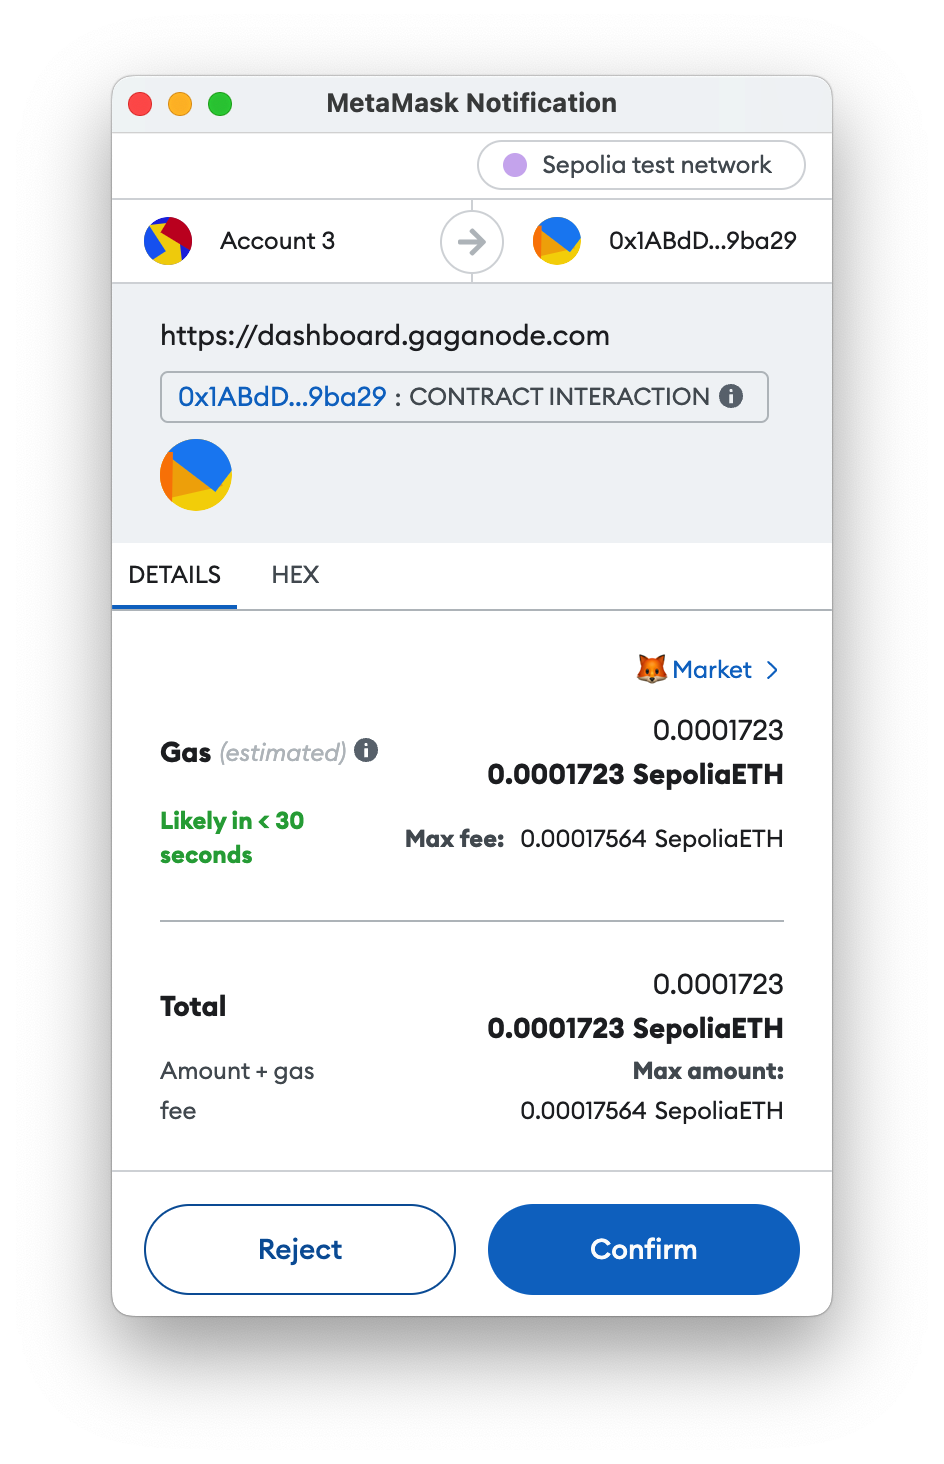 MetaMask Notification
Sepolia test network
Account 3
0x1ABdD...9ba29
https://dashboard.gaganode.com
0x1ABdD...9ba29 : CONTRACT INTERACTION
DETAILS
HEX
Market
Gas (estimated)
0.0001723
0.0001723 SepoliaETH
Likely in < 30
seconds
Max fee: 0.00017564 SepoliaETH
Total
0.0001723
0.0001723 SepoliaETH
Amount + gas
fee
Max amount:
0.00017564 SepoliaETH
Reject
Confirm